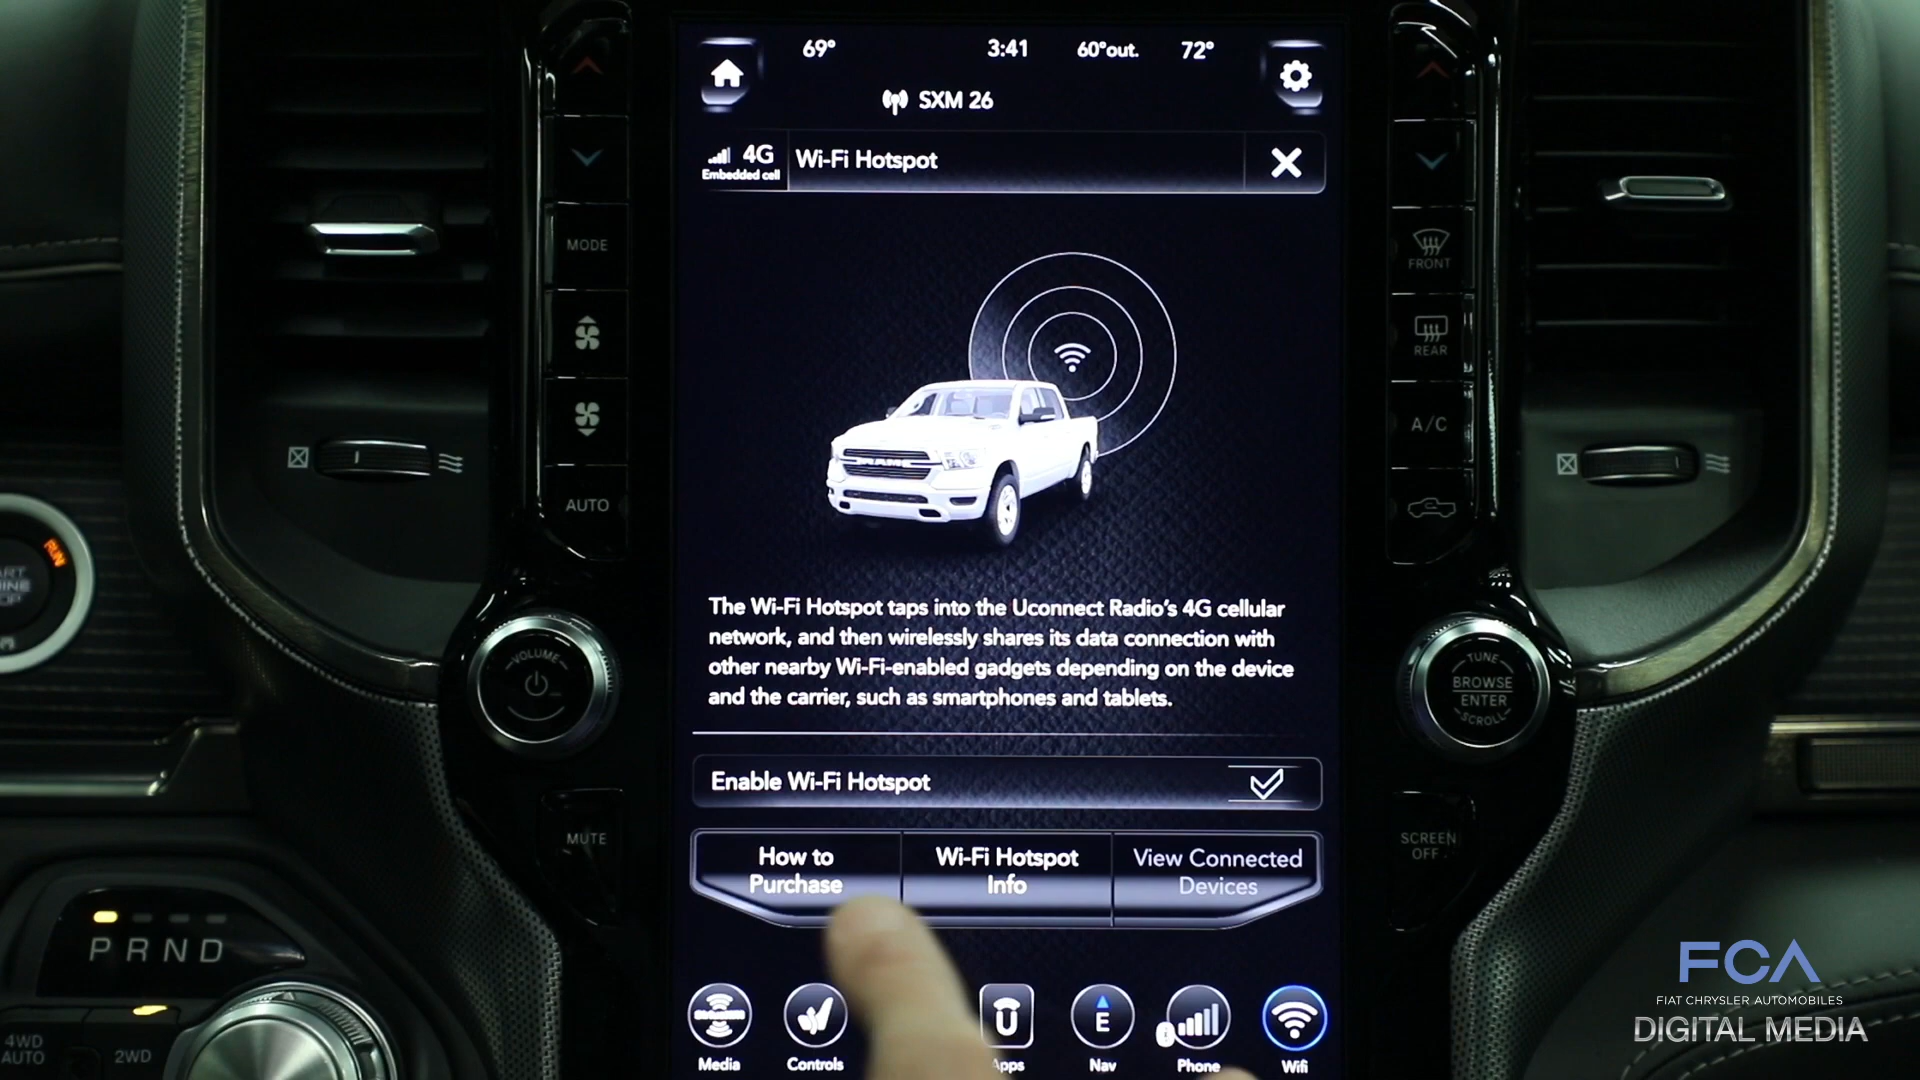 69° 3:41 60°out. 72°
SXM 26
4G
Embedded cell
Wi-Fi Hotspot
The Wi-Fi Hotspot taps into the Uconnect Radio's 4G cellular
network, and then wirelessly shares its data connection with
other nearby Wi-Fi-enabled gadgets depending on the device
and the carrier, such as smartphones and tablets.
Enable Wi-Fi Hotspot
How to
Purchase
Wi-Fi Hotspot
Info
View Connected
Devices
Media
Controls
Apps
E
Nav
Phone
Wifi
MODE
AUTO
VOLUME
MUTE
FRONT
REAR
A/C
TUNE
BROWSE
ENTER
SCROLL
SCREEN
OFF
RUN
P R N D
4WD
AUTO
2WD
FCA
FIAT CHRYSLER AUTOMOBILES
DIGITAL MEDIA